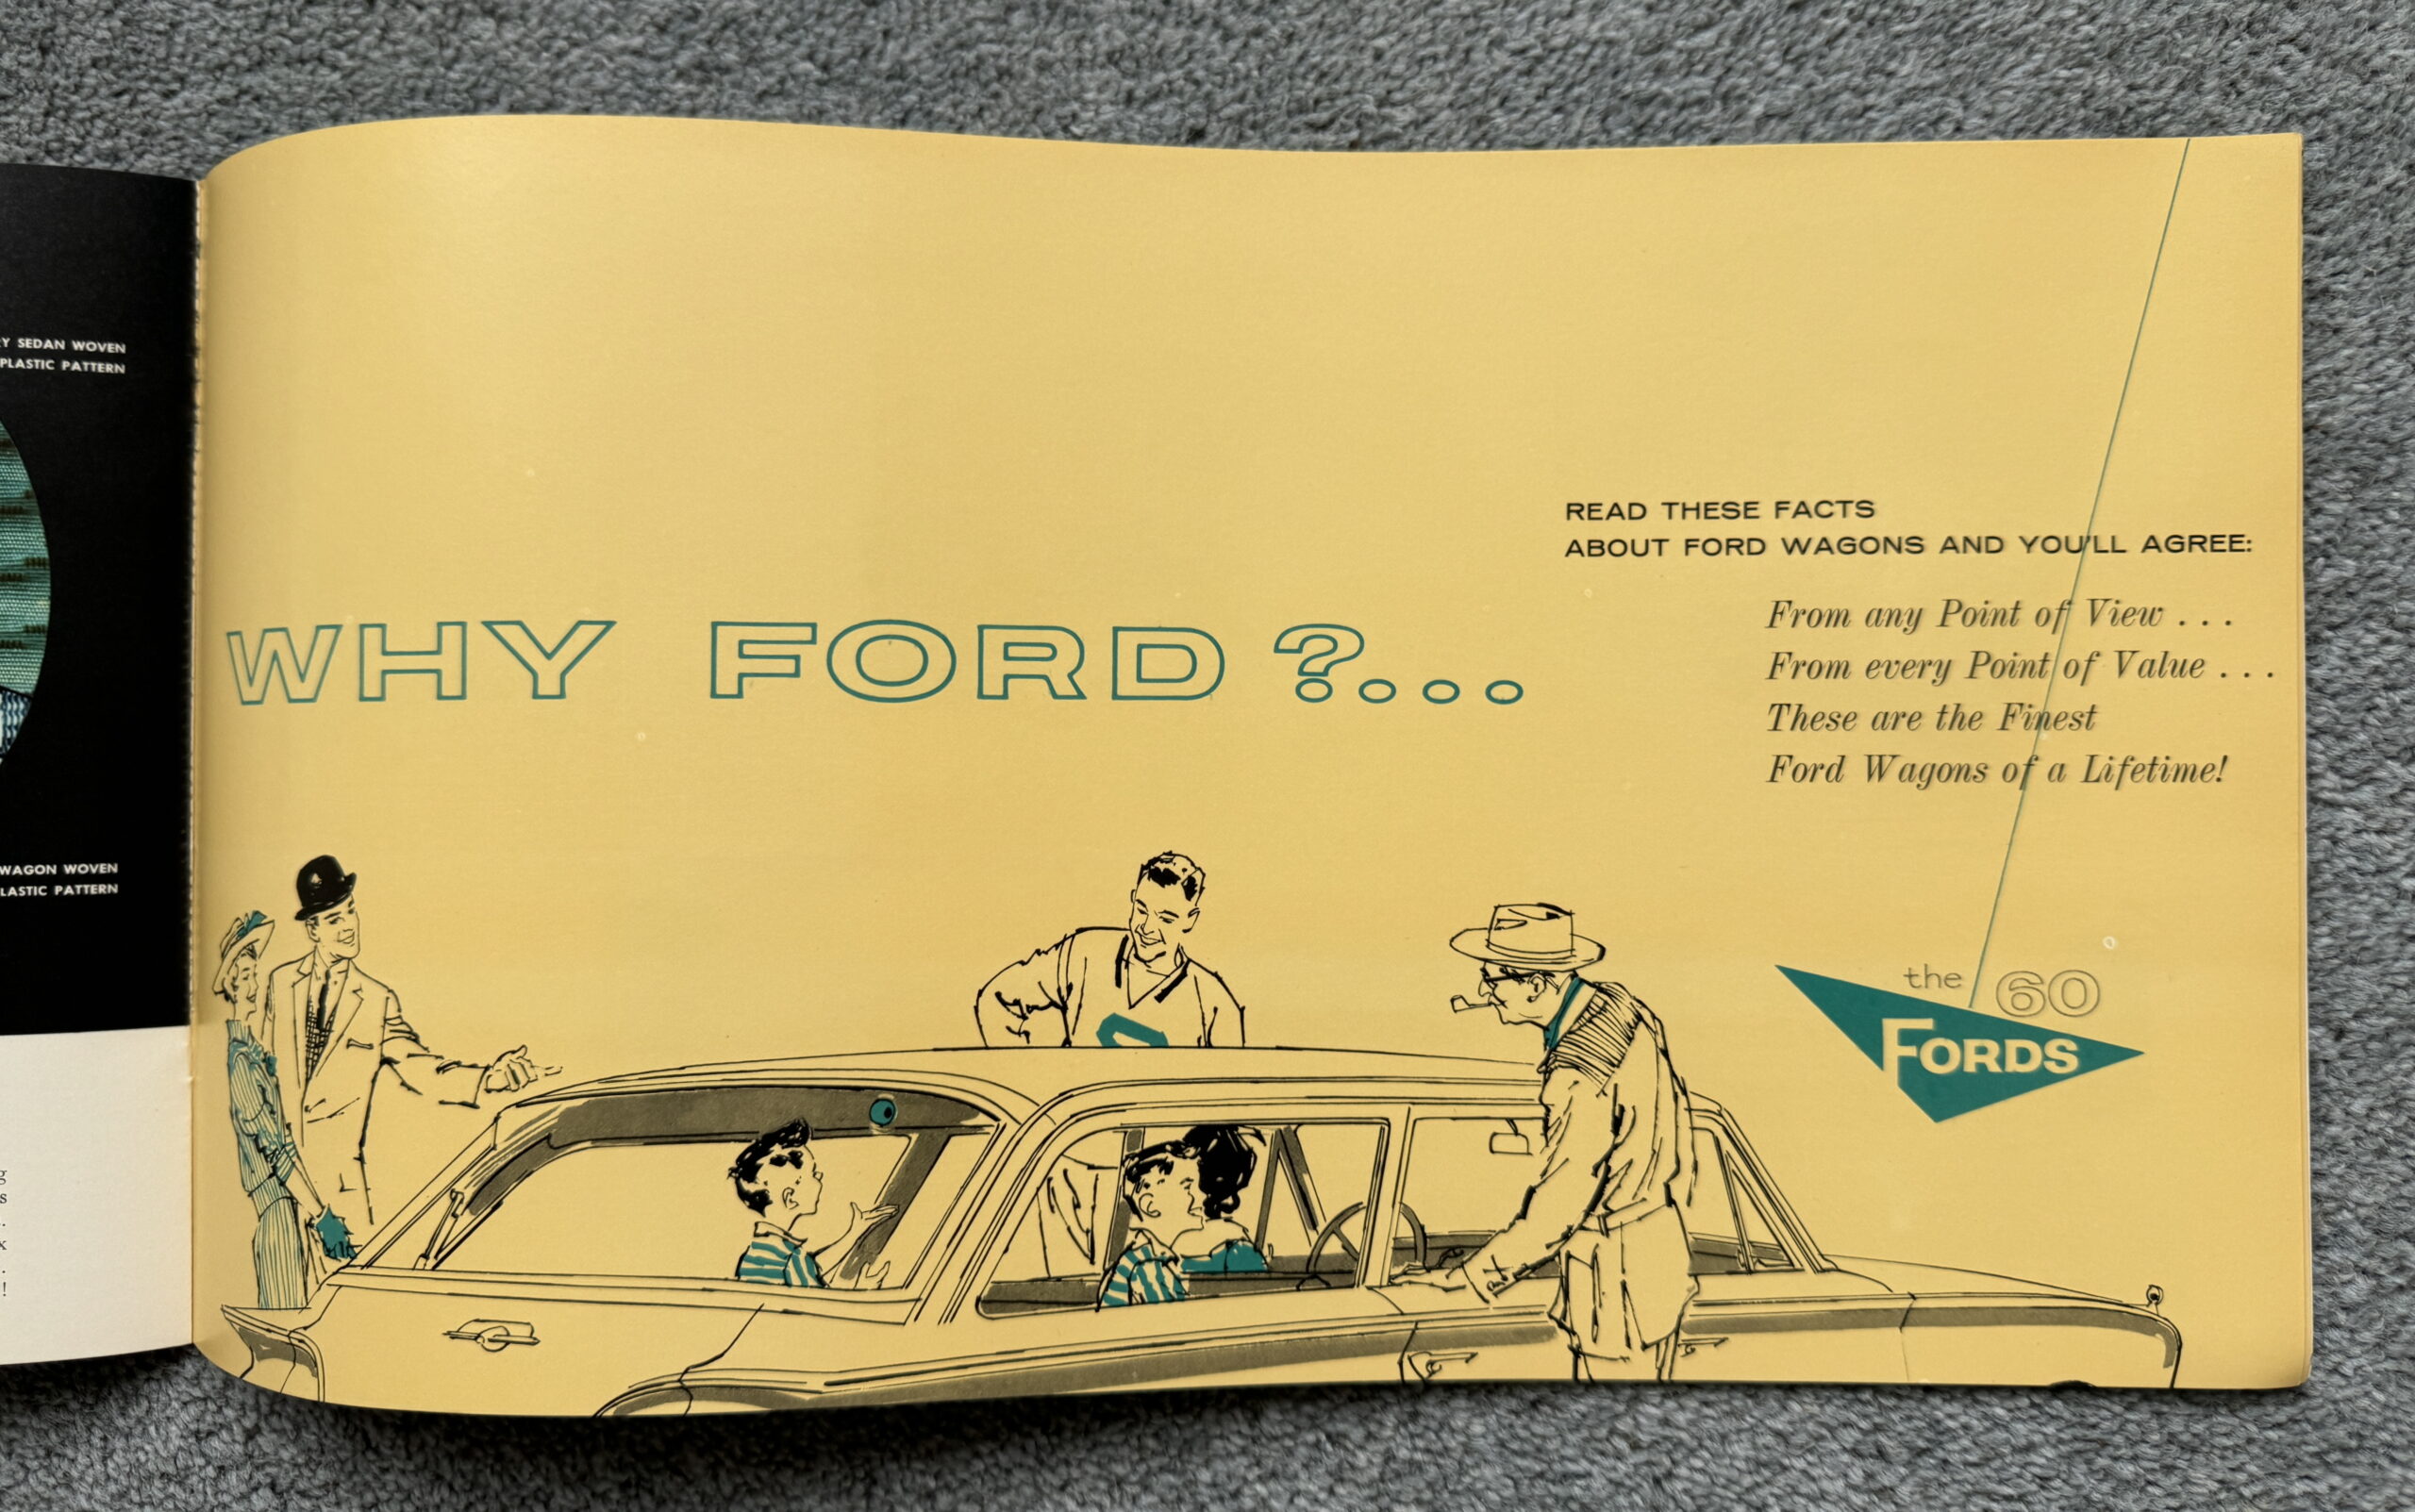 Y SEDAN WOVEN
PLASTIC PATTERN
WAGON WOVEN
LASTIC PATTERN
g
s
.
x
.
!
WHY FORD?...
READ THESE FACTS
ABOUT FORD WAGONS AND YOU'LL AGREE:
From any Point of View . . .
From every Point of Value . . .
These are the Finest
Ford Wagons of a Lifetime!
the 60
FORDS